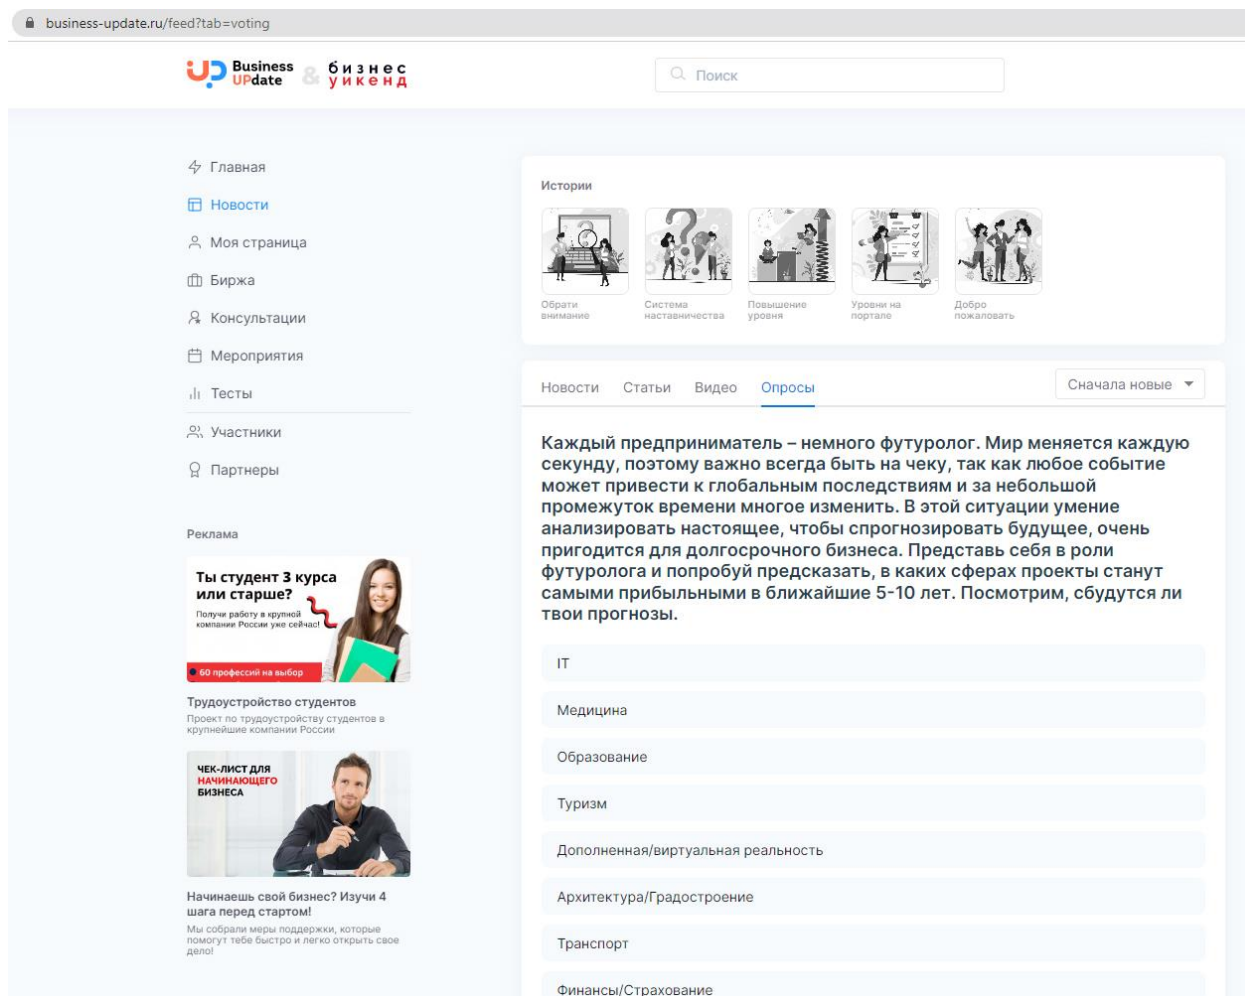 business-update.ru/feed?tab=voting
Business
UPdate
&
бизнес
уикенд
Поиск
Главная
Новости
Моя страница
Биржа
Консультации
Мероприятия
Тесты
Участники
Партнеры
Реклама
Ты студент 3 курса
или старше?
Получи работу в крупной
компании России уже сейчас!
60 профессий на выбор
Трудоустройство студентов
Проект по трудоустройству студентов в
крупнейшие компании России
ЧЕК-ЛИСТ ДЛЯ
НАЧИНАЮЩЕГО
БИЗНЕСА
Начинаешь свой бизнес? Изучи 4
шага перед стартом!
Мы собрали меры поддержки, которые
помогут тебе быстро и легко открыть свое
дело!
Истории
Обрати
внимание
Система
наставничества
Повышение
уровня
Уровни на
портале
Добро
пожаловать
Новости Статьи Видео Опросы
Сначала новые
Каждый предприниматель – немного футуролог. Мир меняется каждую
секунду, поэтому важно всегда быть на чеку, так как любое событие
может привести к глобальным последствиям и за небольшой
промежуток времени многое изменить. В этой ситуации умение
анализировать настоящее, чтобы спрогнозировать будущее, очень
пригодится для долгосрочного бизнеса. Представь себя в роли
футуролога и попробуй предсказать, в каких сферах проекты станут
самыми прибыльными в ближайшие 5-10 лет. Посмотрим, сбудутся ли
твои прогнозы.
IT
Медицина
Образование
Туризм
Дополненная/виртуальная реальность
Архитектура/Градостроение
Транспорт
Финансы/Страхование